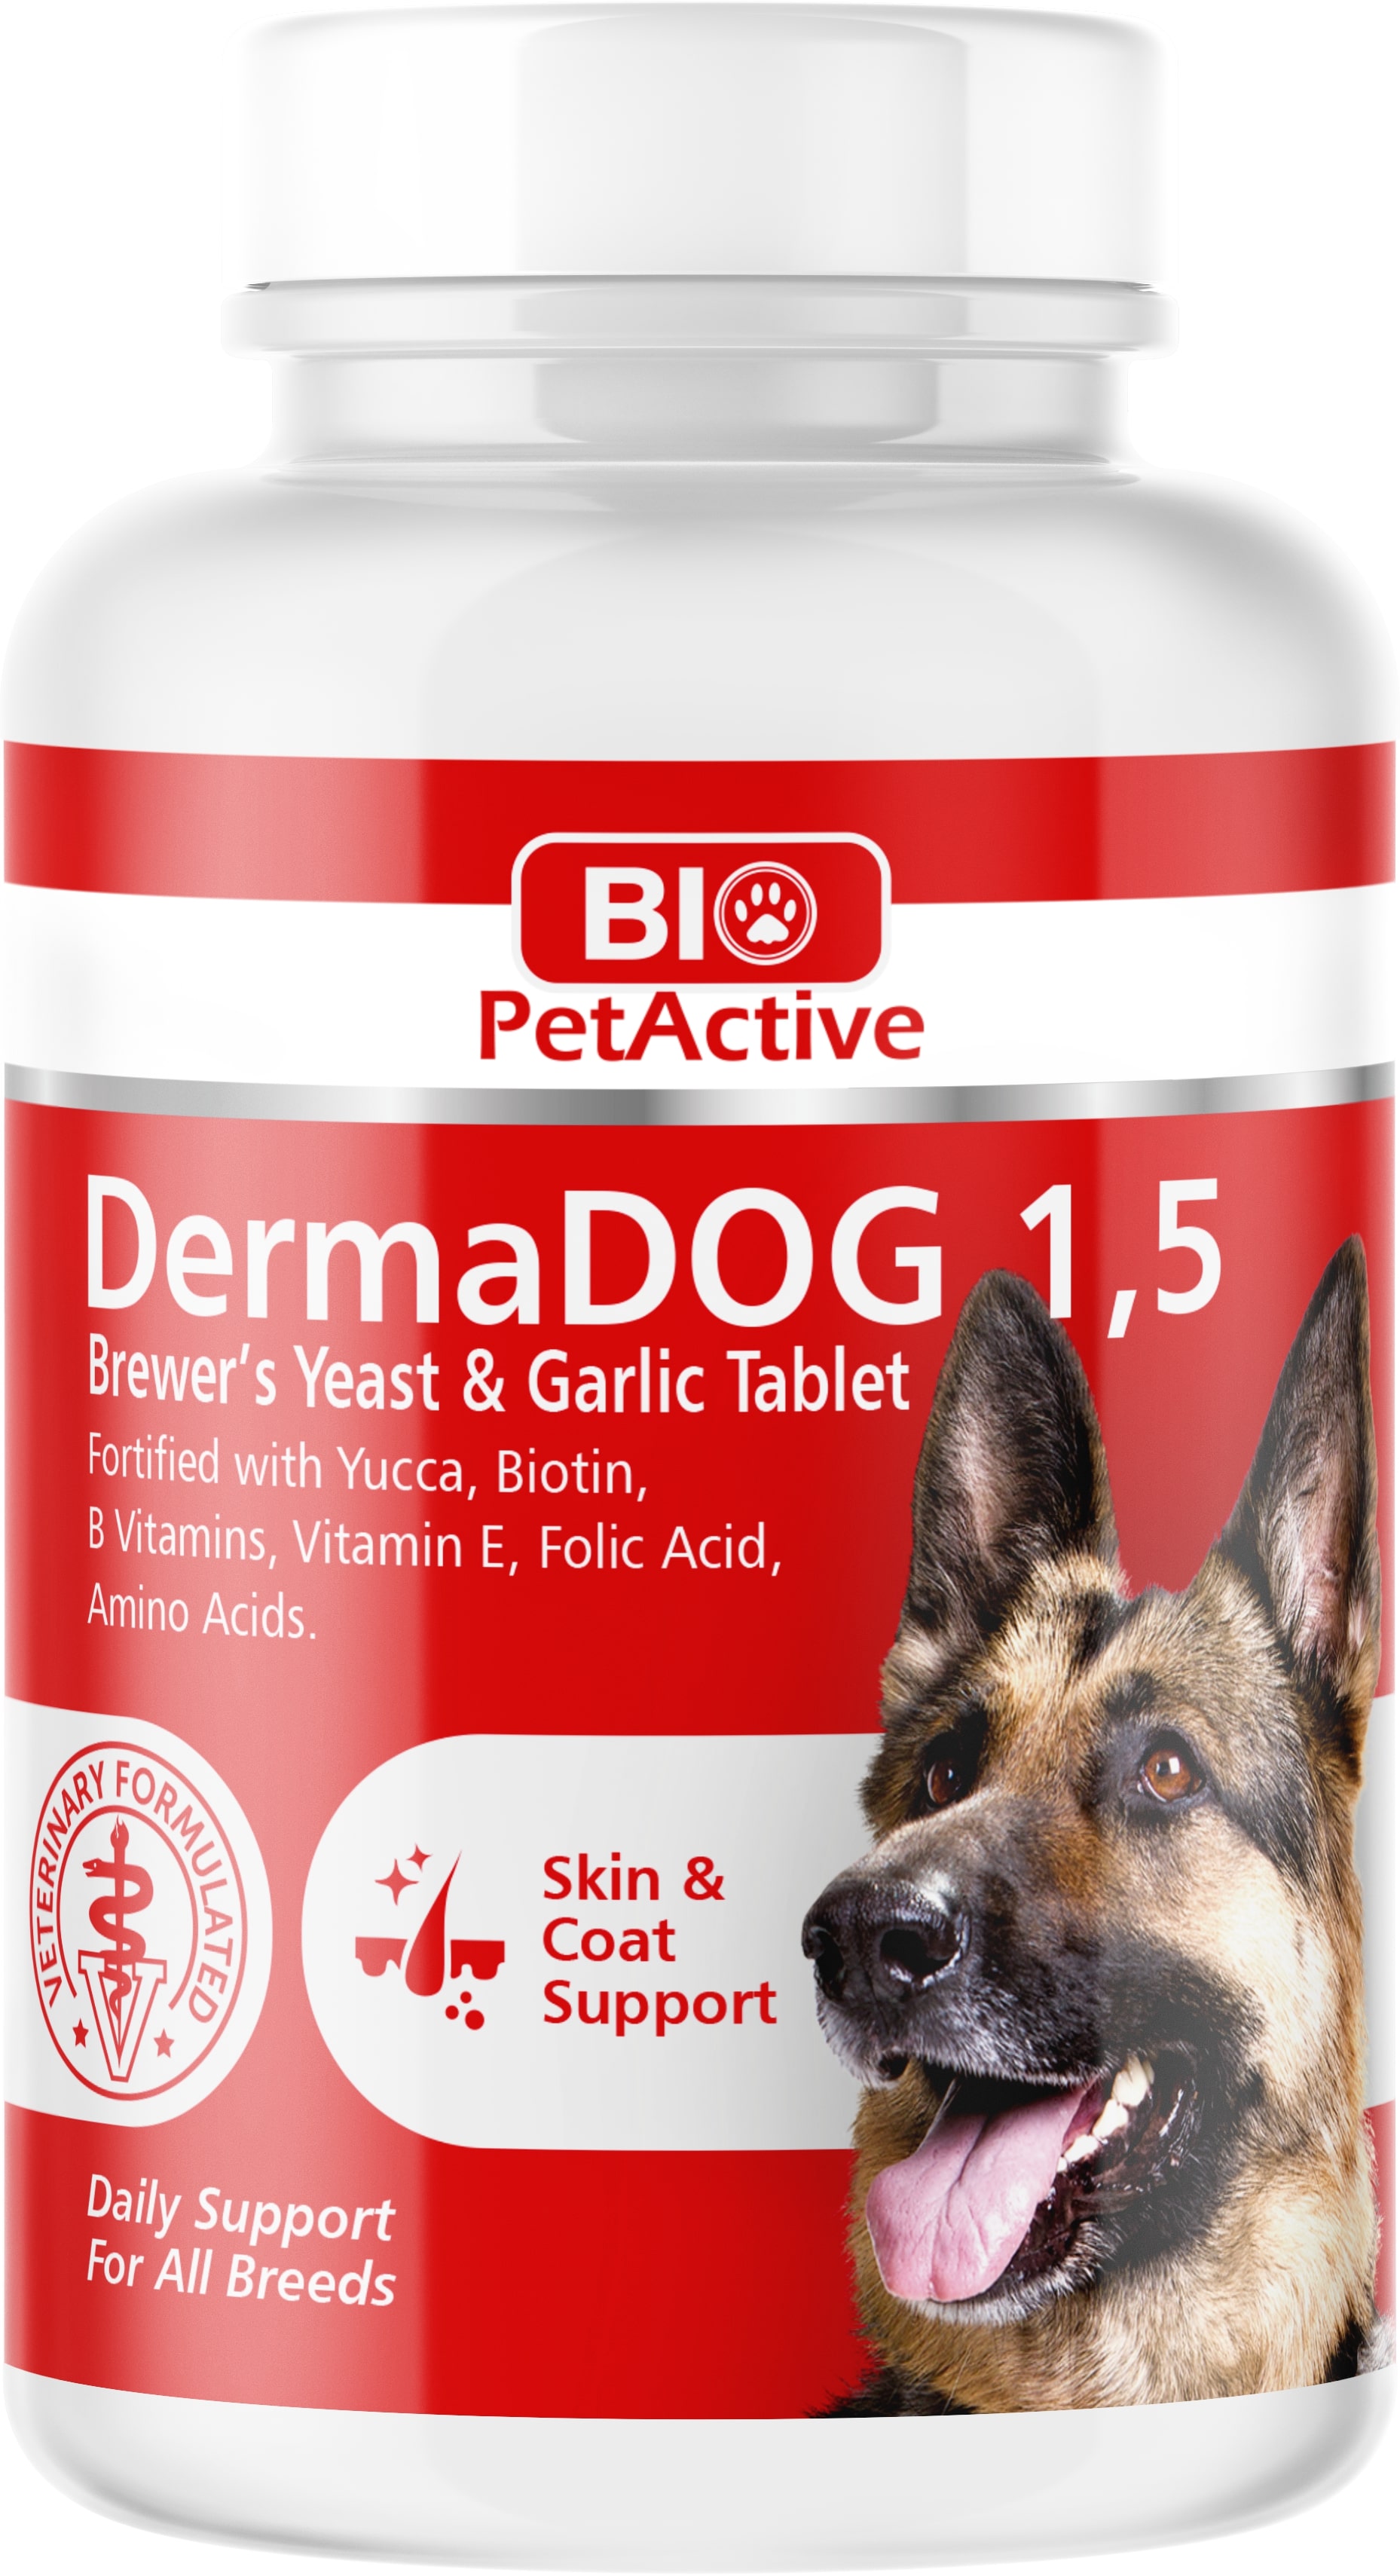 BIO
PetActive
DermaDOG 1,5
Brewer's Yeast & Garlic Tablet
Fortified with Yucca, Biotin,
B Vitamins, Vitamin E, Folic Acid,
Amino Acids.
VETERINARY FORMULATED
V
Skin &
Coat
Support
Daily Support
For All Breeds